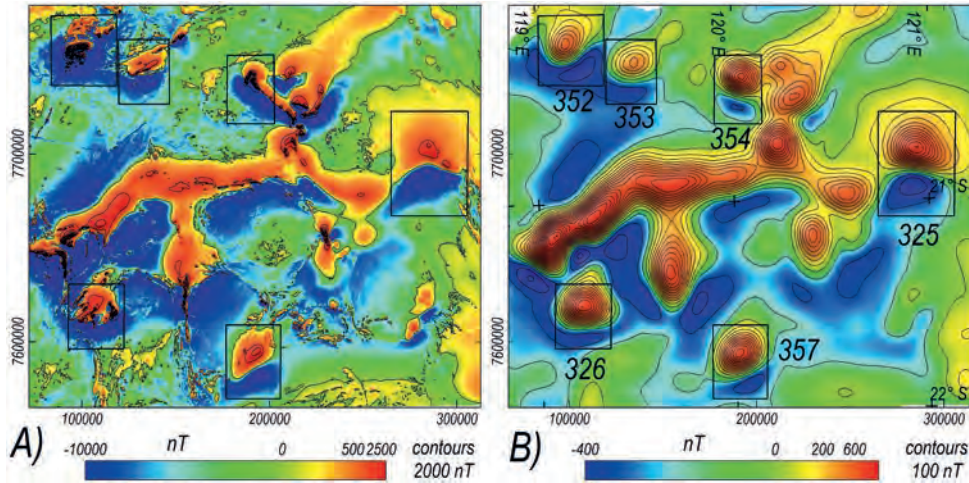 7700000
7600000
100000
200000
300000
A)
nT
-10000
0
500
2500
contours
2000 nT
119° E
120° E
121° E
352
353
354
325
21° S
326
357
22° S
7700000
7600000
100000
200000
300000
B)
nT
-400
0
200
600
contours
100 nT